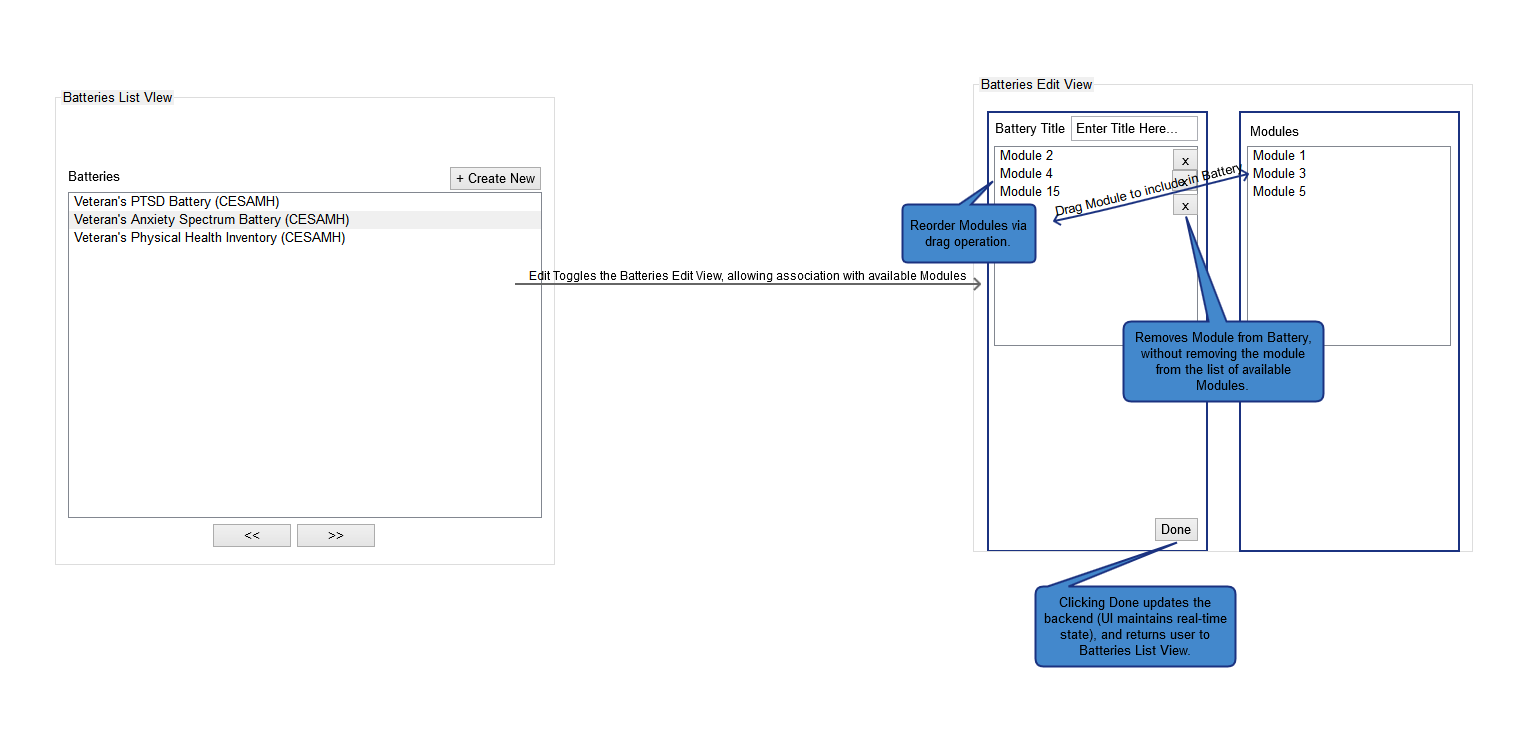 Batteries List VIew
Batteries
+ Create New
Veteran's PTSD Battery (CESAMH)
Veteran's Anxiety Spectrum Battery (CESAMH)
Veteran's Physical Health Inventory (CESAMH)
<<
>>
Edit Toggles the Batteries Edit View, allowing association with available Modules
Batteries Edit View
Battery Title
Enter Title Here...
Module 2
x
Module 4
x
Module 15
x
Drag Module to include in Battery
Reorder Modules via
drag operation.
Modules
Module 1
Module 3
Module 5
Removes Module from Battery,
without removing the module
from the list of available
Modules.
Done
Clicking Done updates the
backend (UI maintains real-time
state), and returns user to
Batteries List View.